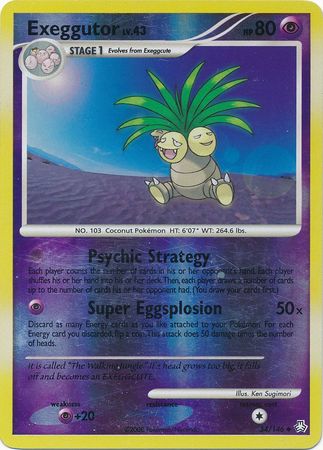 Exeggutor LV.43 HP 80
STAGE 1 Evolves from Exeggcute
NO. 103 Coconut Pokémon HT: 6'07" WT: 264.6 lbs.
Psychic Strategy
Each player counts the number of cards in his or her opponent's hand. Each player
shuffles his or her hand into his or her deck. Then, each player draws a number of cards
up to the number of cards his or her opponent had. (You draw your cards first.)
Super Eggsplosion 50x
Discard as many Energy cards as you like attached to your Pokémon. For each
Energy card you discarded, flip a coin. This attack does 50 damage times the number
of heads.
It is called "The Walking Jungle." If a head grows too big, it falls
off and becomes an EXEGGCUTE.
Illus. Ken Sugimori
weakness resistance retreat cost
+20
©2008 Pokémon/Nintendo 34/146